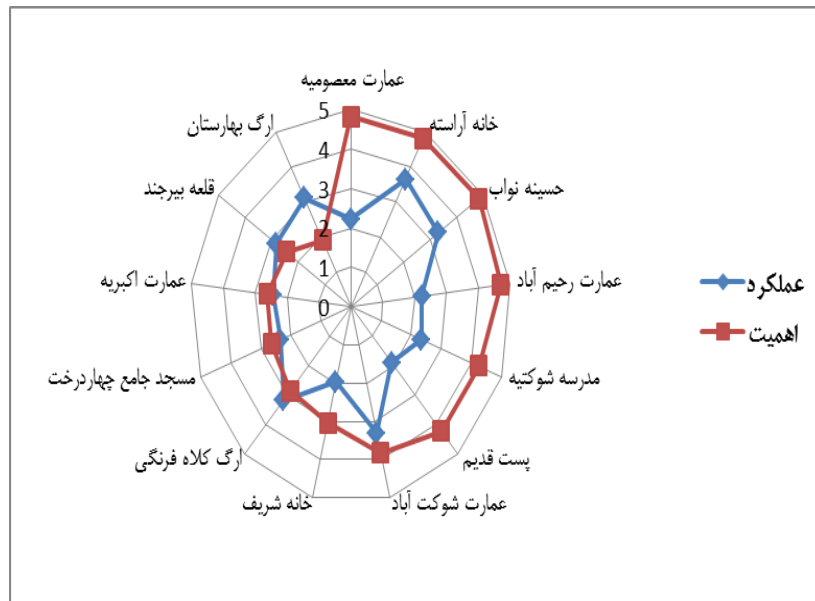 عمارت معصومیه
خانه آراسته
حسینه نواب
عمارت رحیم آباد
مدرسه شوکتیه
پست قدیم
عمارت شوکت آباد
خانه شریف
ارگ کلاه فرنگی
مسجد جامع چهاردرخت
عمارت اکبریه
قلعه بیرجند
ارگ بهارستان
5
4
3
2
1
0
عملکرد
اهمیت